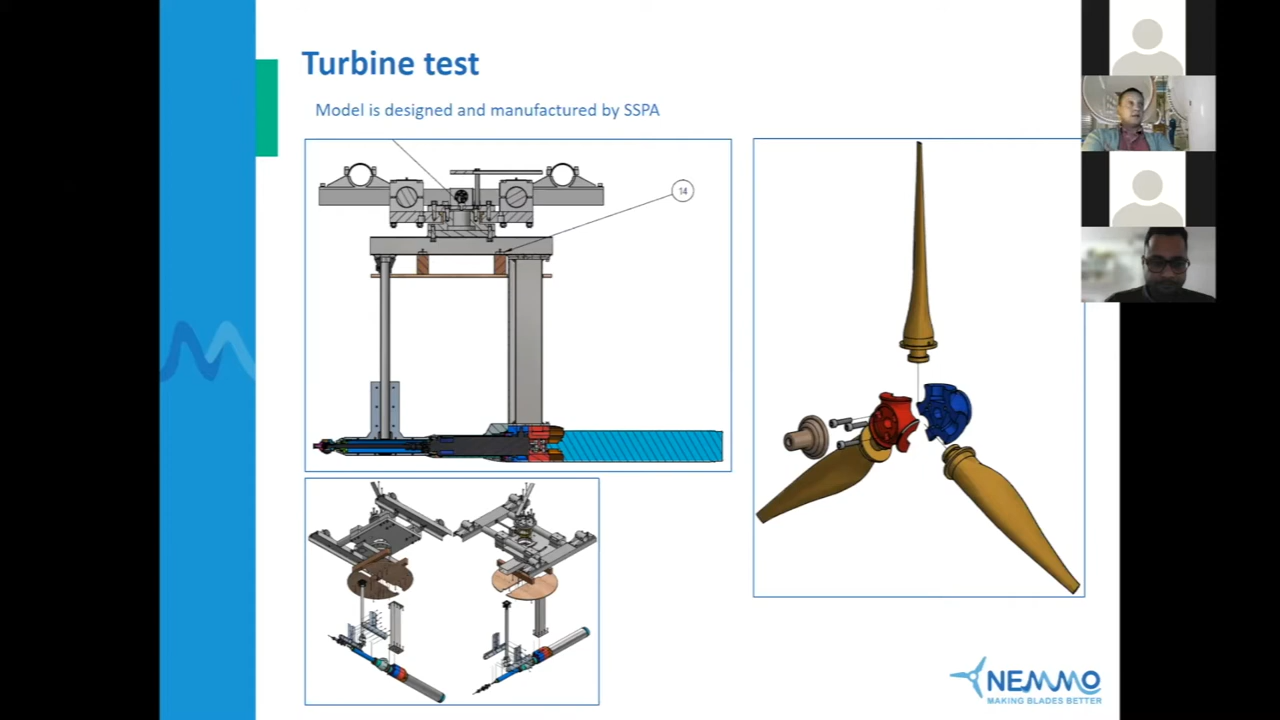 Turbine test
Model is designed and manufactured by SSPA
14
NEMMO
MAKING BLADES BETTER